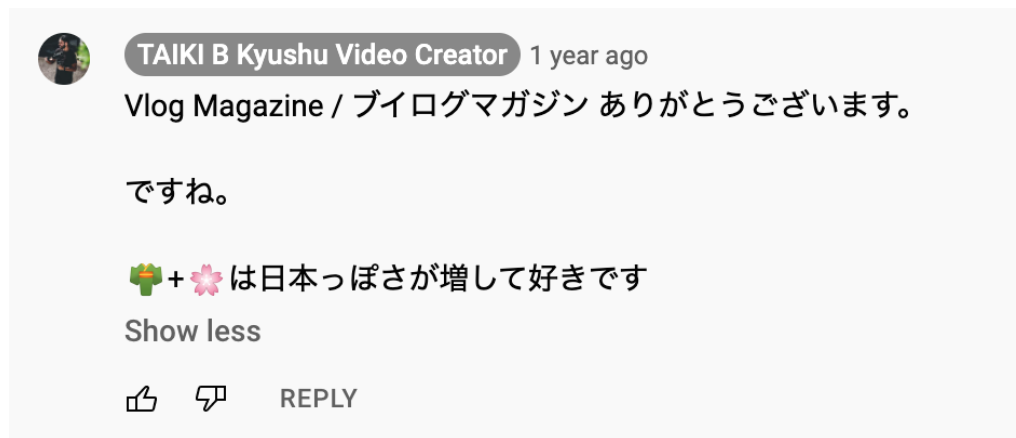 TAIKI B Kyushu Video Creator 1 year ago
Vlog Magazine / ブイログマガジン ありがとうございます。
ですね。
👘+🌸は日本っぽさが増して好きです
Show less
REPLY